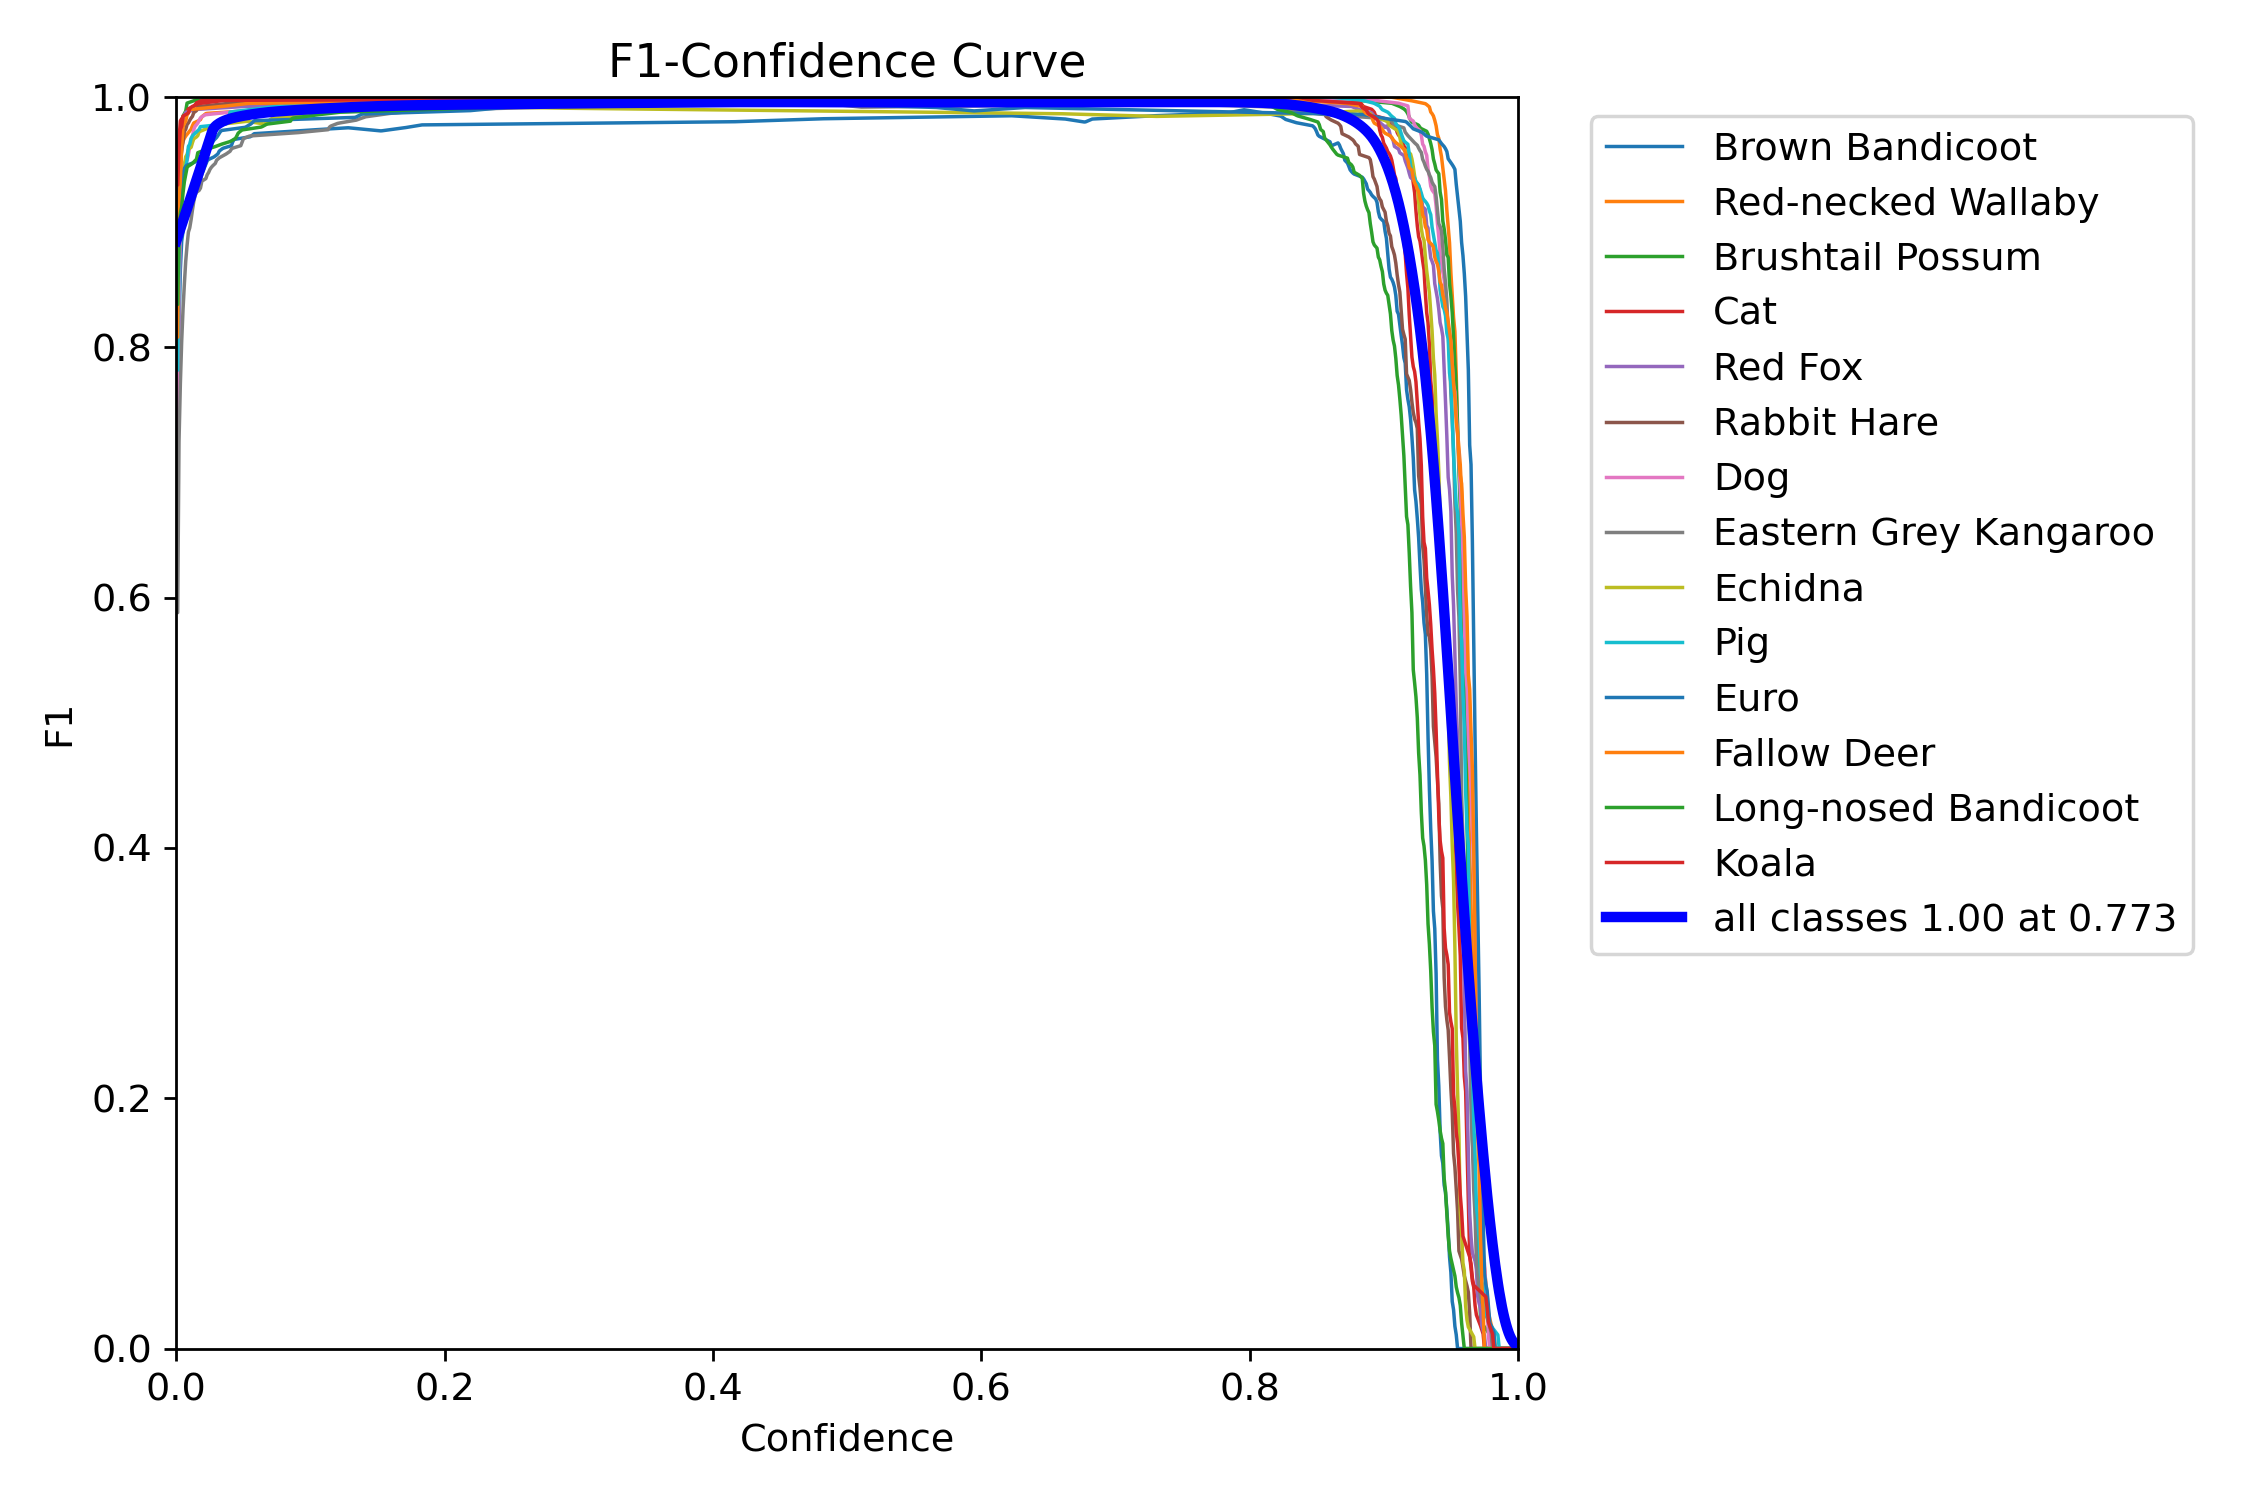 F1-Confidence Curve
1.0
0.8
0.6
0.4
0.2
0.0
F1
0.0 0.2 0.4 0.6 0.8 1.0
Confidence
Brown Bandicoot
Red-necked Wallaby
Brushtail Possum
Cat
Red Fox
Rabbit Hare
Dog
Eastern Grey Kangaroo
Echidna
Pig
Euro
Fallow Deer
Long-nosed Bandicoot
Koala
all classes 1.00 at 0.773